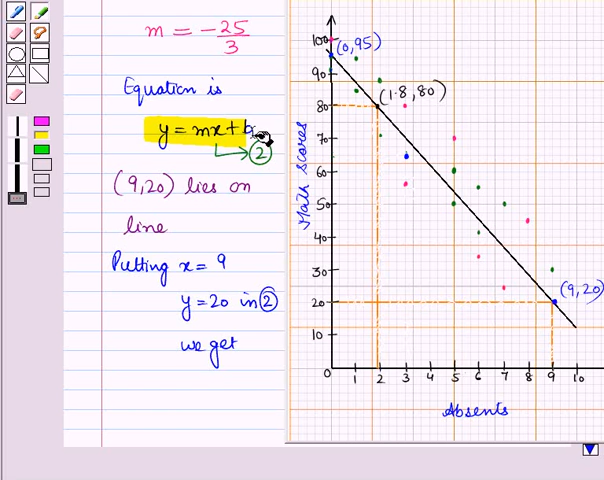 m = -25/3
Equation is
y = mx + b
②
(9,20) lies on
line
Putting x = 9
y=20 in ②
we get
Math scores
100
90
80
70
60
50
40
30
20
10
0 1 2 3 4 5 6 7 8 9 10
Absents
(0,95)
(1.8,80)
(9,20)